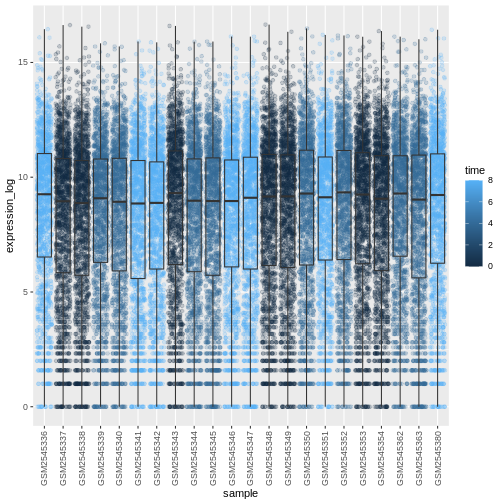 15
10
5
0
expression_log
GSM2545336
GSM2545337
GSM2545338
GSM2545339
GSM2545340
GSM2545341
GSM2545342
GSM2545343
GSM2545344
GSM2545345
GSM2545346
GSM2545347
GSM2545348
GSM2545349
GSM2545350
GSM2545351
GSM2545352
GSM2545353
GSM2545354
GSM2545362
GSM2545363
GSM2545380
sample
time
8
6
4
2
0